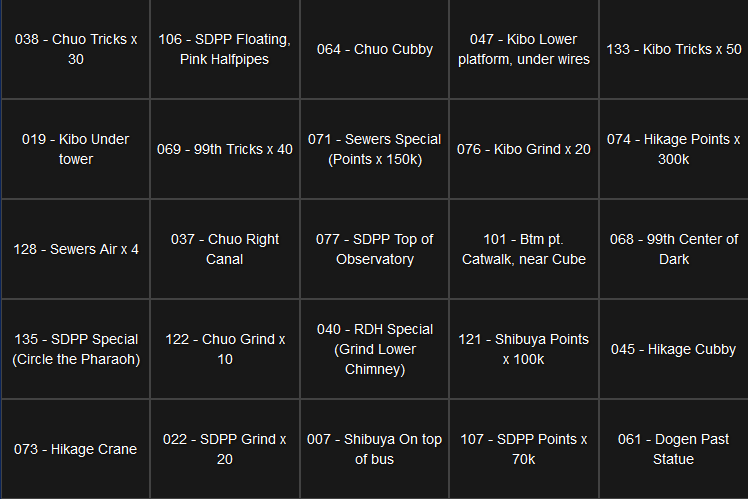 038 - Chuo Tricks x
30
106 - SDPP Floating,
Pink Halfpipes
064 - Chuo Cubby
047 - Kibo Lower
platform, under wires
133 - Kibo Tricks x 50
019 - Kibo Under
tower
069 - 99th Tricks x 40
071 - Sewers Special
(Points x 150k)
076 - Kibo Grind x 20
074 - Hikage Points x
300k
128 - Sewers Air x 4
037 - Chuo Right
Canal
077 - SDPP Top of
Observatory
101 - Btm pt.
Catwalk, near Cube
068 - 99th Center of
Dark
135 - SDPP Special
(Circle the Pharaoh)
122 - Chuo Grind x
10
040 - RDH Special
(Grind Lower
Chimney)
121 - Shibuya Points
x 100k
045 - Hikage Cubby
073 - Hikage Crane
022 - SDPP Grind x
20
007 - Shibuya On top
of bus
107 - SDPP Points x
70k
061 - Dogen Past
Statue